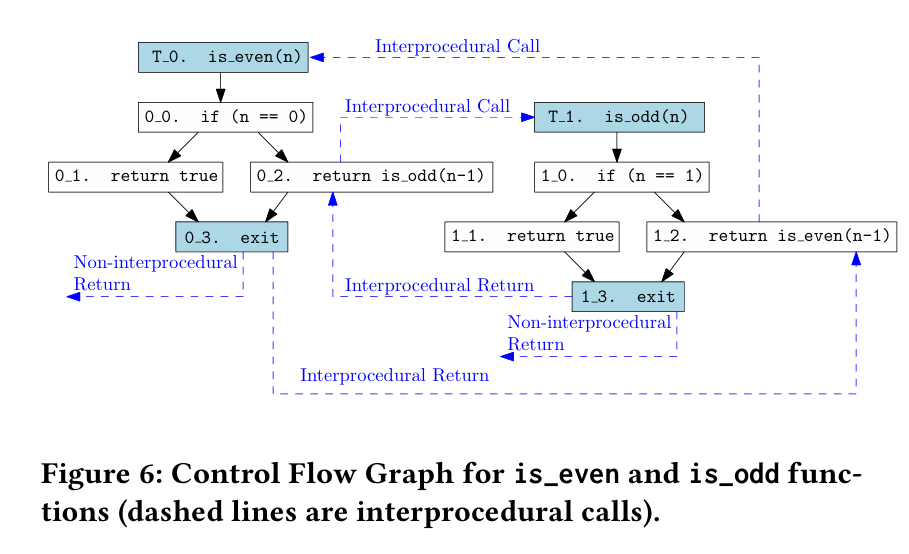 Interprocedural Call
T_0. is_even(n)
Interprocedural Call
0_0. if (n == 0)
T_1. is_odd(n)
0_1. return true
0_2. return is_odd(n-1)
1_0. if (n == 1)
0_3. exit
1_1. return true
1_2. return is_even(n-1)
Non-interprocedural
Return
Interprocedural Return
1_3. exit
Non-interprocedural
Return
Interprocedural Return
Figure 6: Control Flow Graph for is_even and is_odd func-
tions (dashed lines are interprocedural calls).